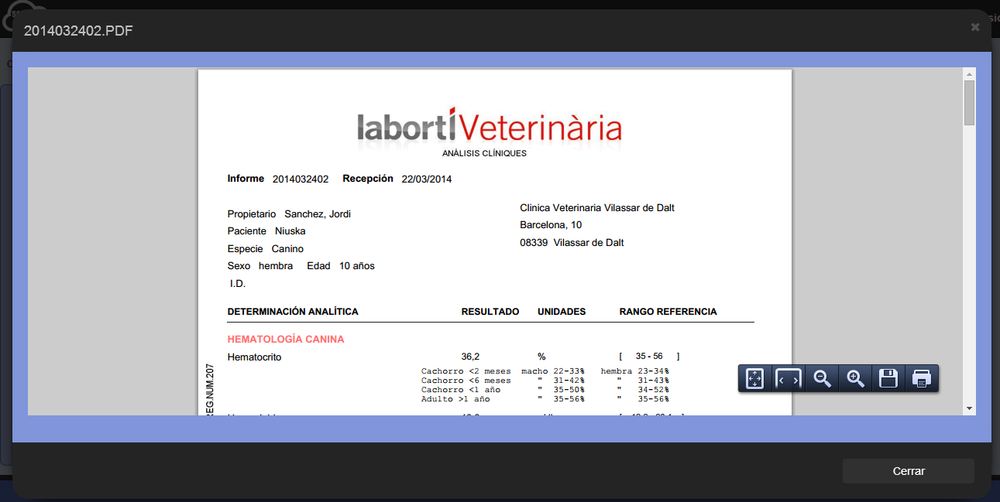 2014032402.PDF
labortíVeterinària
ANÀLISIS CLÍNIQUES
Informe 2014032402 Recepción 22/03/2014
Clinica Veterinaria Vilassar de Dalt
Propietario Sanchez, Jordi
Barcelona, 10
Paciente Niuska
08339 Vilassar de Dalt
Especie Canino
Sexo hembra Edad 10 años
I.D.
DETERMINACIÓN ANALÍTICA RESULTADO UNIDADES RANGO REFERENCIA
HEMATOLOGÍA CANINA
Hematocrito 36,2 % [ 35 - 56 ]
Cachorro <2 meses macho 22-33% hembra 23-34%
Cachorro <6 meses " 31-42% " 31-43%
Cachorro <1 año " 35-50% " 34-52%
Adulto >1 año " 35-56% " 35-56%
REG.NUM.207
Cerrar